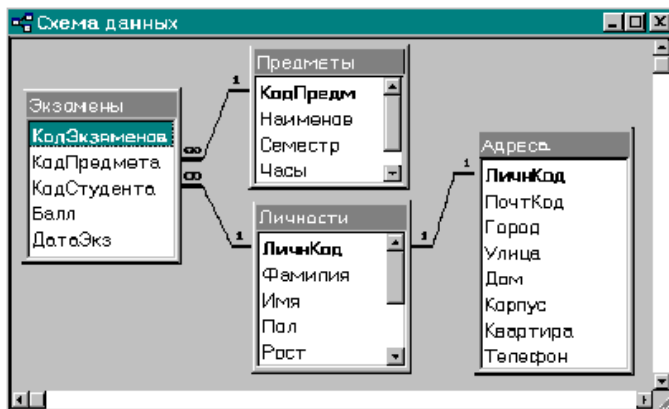 Схема данных
Экзамены
КодЭкзаменов
КодПредмета
КодСтудента
Балл
ДатаЭкз
1
∞
∞
1
Предметы
КодПредм
Наименов
Семестр
Часы
Личности
ЛичнКод
Фамилия
Имя
Пол
Рост
1
1
Адреса
ЛичнКод
ПочтКод
Город
Улица
Дом
Корпус
Квартира
Телефон